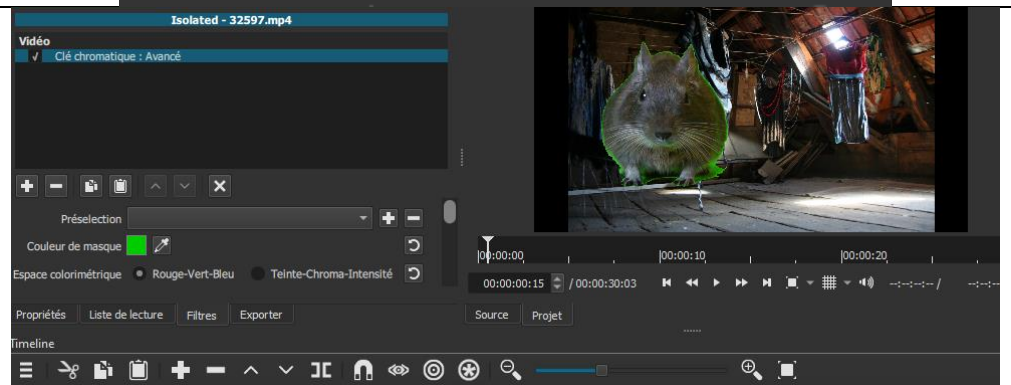 Isolated - 32597.mp4
Vidéo
Clé chromatique : Avancé
Préselection
Couleur de masque
Espace colorimétrique Rouge-Vert-Bleu Teinte-Chroma-Intensité
|00:00:00 |00:00:10 |00:00:20
00:00:00:15 / 00:00:30:03 --:--:--:-- / --:--:--
Propriétés Liste de lecture Filtres Exporter
Source Projet
Timeline